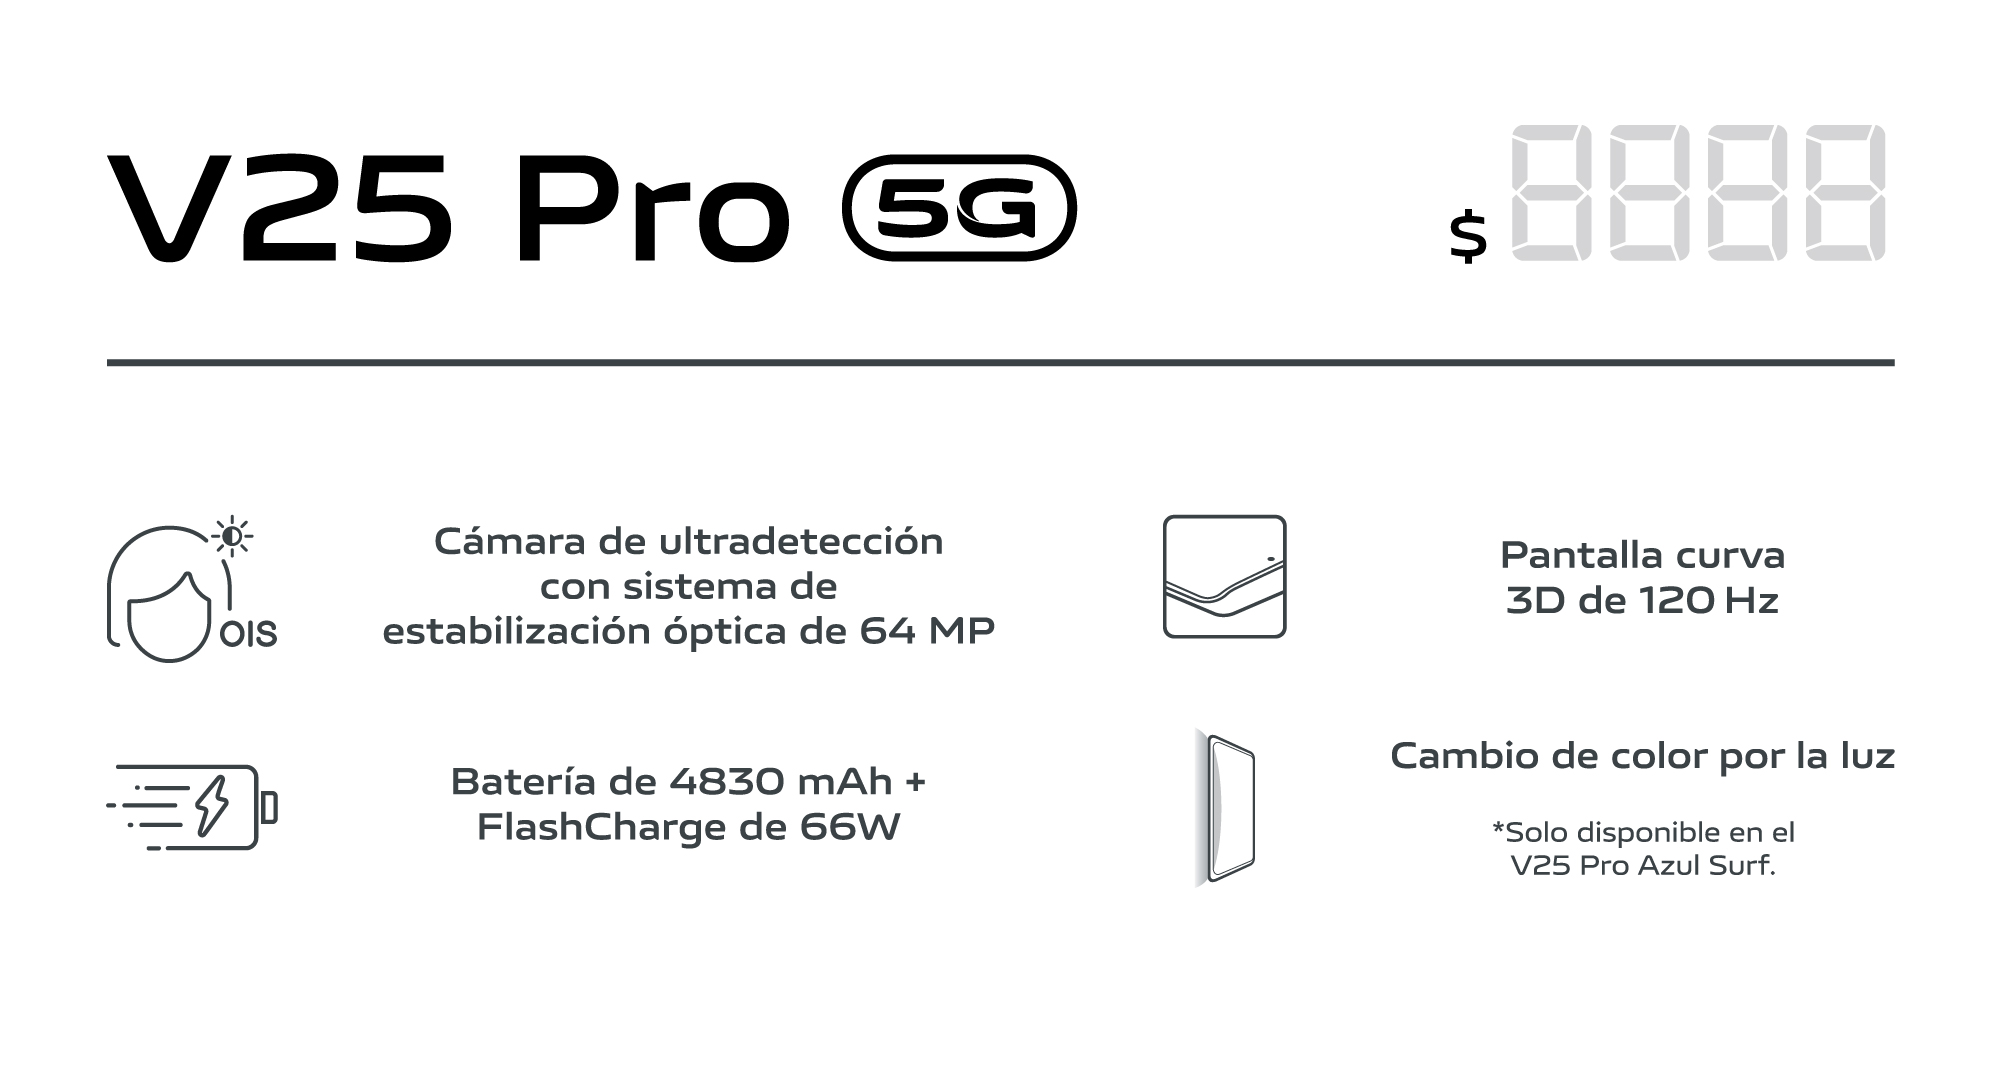 V25 Pro 5G
$ 8888
OIS
Cámara de ultradetección
con sistema de
estabilización óptica de 64 MP
Pantalla curva
3D de 120 Hz
Batería de 4830 mAh +
FlashCharge de 66W
Cambio de color por la luz
*Solo disponible en el
V25 Pro Azul Surf.